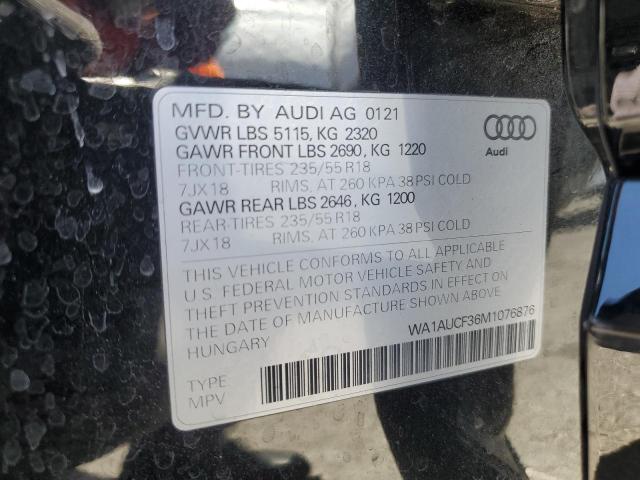 MFD. BY AUDI AG 0121
GVWR LBS 5115, KG 2320
GAWR FRONT LBS 2690, KG 1220
FRONT-TIRES 235/55 R18
7JX18 RIMS, AT 260 KPA 38 PSI COLD
GAWR REAR LBS 2646, KG 1200
REAR-TIRES 235/55 R18
7JX18 RIMS, AT 260 KPA 38 PSI COLD
Audi
THIS VEHICLE CONFORMS TO ALL APPLICABLE
U.S. FEDERAL MOTOR VEHICLE SAFETY AND
THEFT PREVENTION STANDARDS IN EFFECT ON
THE DATE OF MANUFACTURE SHOWN ABOVE
HUNGARY
WA1AUCF36M1076876
TYPE
MPV